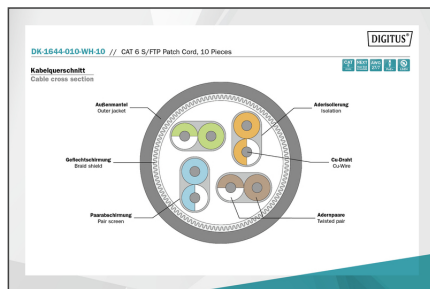 DIGITUS®
DK-1644-010-WH-10 // CAT 6 S/FTP Patch Cord, 10 Pieces
Kabelquerschnitt
Cable cross section
Außenmantel
Outer jacket
Aderisolierung
Isolation
Geflechtschirmung
Braid shield
Cu-Draht
Cu-Wire
Paarabschirmung
Pair screen
Adernpaare
Twisted pair